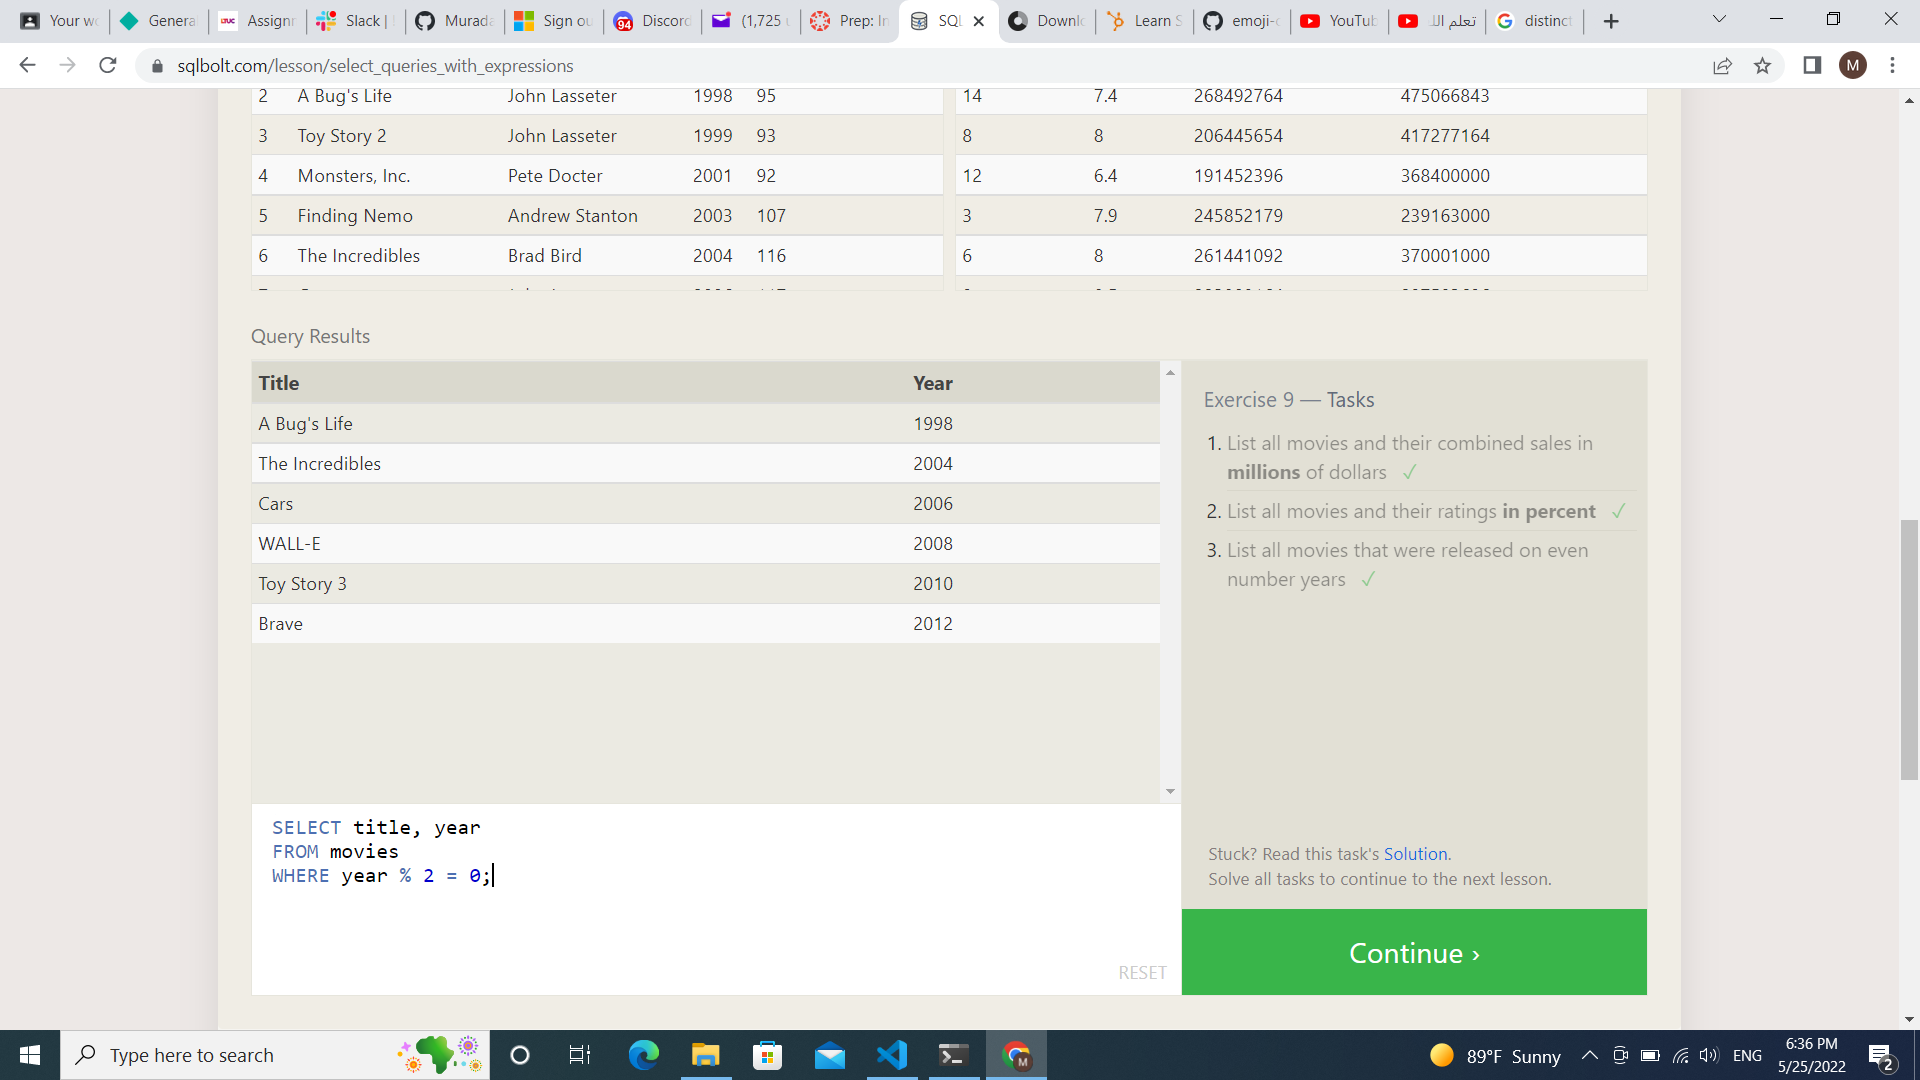 Your wo
Genera
LTUC Assignm
Slack |
Murada
Sign ou
94 Discord
(1,725 u
Prep: In
SQL
Downlo
Learn S
emoji-c
YouTub
تعلم الل
distinct
sqlbolt.com/lesson/select_queries_with_expressions
M
2 A Bug's Life John Lasseter 1998 95 14 7.4 268492764 475066843
3 Toy Story 2 John Lasseter 1999 93 8 8 206445654 417277164
4 Monsters, Inc. Pete Docter 2001 92 12 6.4 191452396 368400000
5 Finding Nemo Andrew Stanton 2003 107 3 7.9 245852179 239163000
6 The Incredibles Brad Bird 2004 116 6 8 261441092 370001000
Query Results
Title Year
A Bug's Life 1998
The Incredibles 2004
Cars 2006
WALL-E 2008
Toy Story 3 2010
Brave 2012
Exercise 9 — Tasks
1. List all movies and their combined sales in
millions of dollars ✓
2. List all movies and their ratings in percent ✓
3. List all movies that were released on even
number years ✓
SELECT title, year
FROM movies
WHERE year % 2 = 0;
RESET
Stuck? Read this task's Solution.
Solve all tasks to continue to the next lesson.
Continue ›
Type here to search
M
89°F Sunny
ENG
6:36 PM
5/25/2022
2